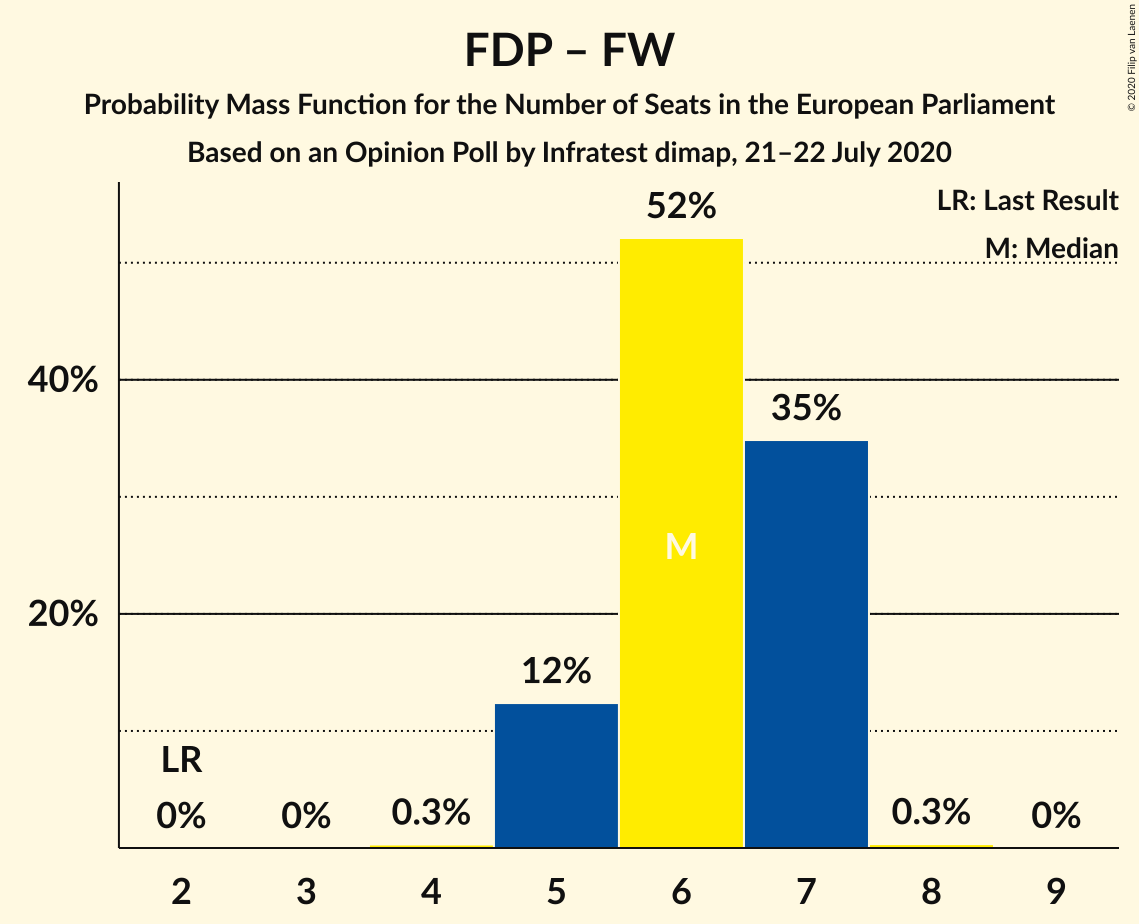 FDP – FW
Probability Mass Function for the Number of Seats in the European Parliament
Based on an Opinion Poll by Infratest dimap, 21–22 July 2020
© 2020 Filip van Laenen
LR: Last Result
M: Median
52%
40%
35%
M
20%
12%
LR
0%
0%
0.3%
0.3%
0%
2
3
4
5
6
7
8
9